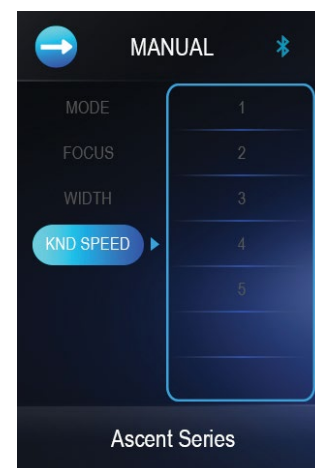 MANUAL
MODE
FOCUS
WIDTH
KND SPEED
1
2
3
4
5
Ascent Series